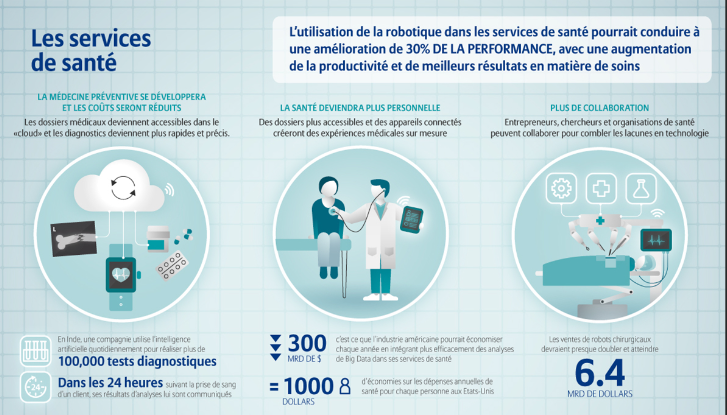 Les services
de santé
L'utilisation de la robotique dans les services de santé pourrait conduire à
une amélioration de 30% DE LA PERFORMANCE, avec une augmentation
de la productivité et de meilleurs résultats en matière de soins
LA MÉDECINE PRÉVENTIVE SE DÉVELOPPERA
ET LES COÛTS SERONT RÉDUITS
Les dossiers médicaux deviennent accessibles dans le
«cloud» et les diagnostics deviennent plus rapides et précis.
LA SANTÉ DEVIENDRA PLUS PERSONNELLE
Des dossiers plus accessibles et des appareils connectés
créeront des expériences médicales sur mesure
PLUS DE COLLABORATION
Entrepreneurs, chercheurs et organisations de santé
peuvent collaborer pour combler les lacunes en technologie
L
En Inde, une compagnie utilise l'intelligence
artificielle quotidiennement pour réaliser plus de
100,000 tests diagnostiques
24
Dans les 24 heures suivant la prise de sang
d'un client, ses résultats d'analyses lui sont communiqués
300
MRD DE $
c'est ce que l'industrie américaine pourrait économiser
chaque année en intégrant plus efficacement des analyses
de Big Data dans ses services de santé
= 1000
DOLLARS
d'économies sur les dépenses annuelles de
santé pour chaque personne aux Etats-Unis
Les ventes de robots chirurgicaux
devraient presque doubler et atteindre
6.4
MRD DE DOLLARS